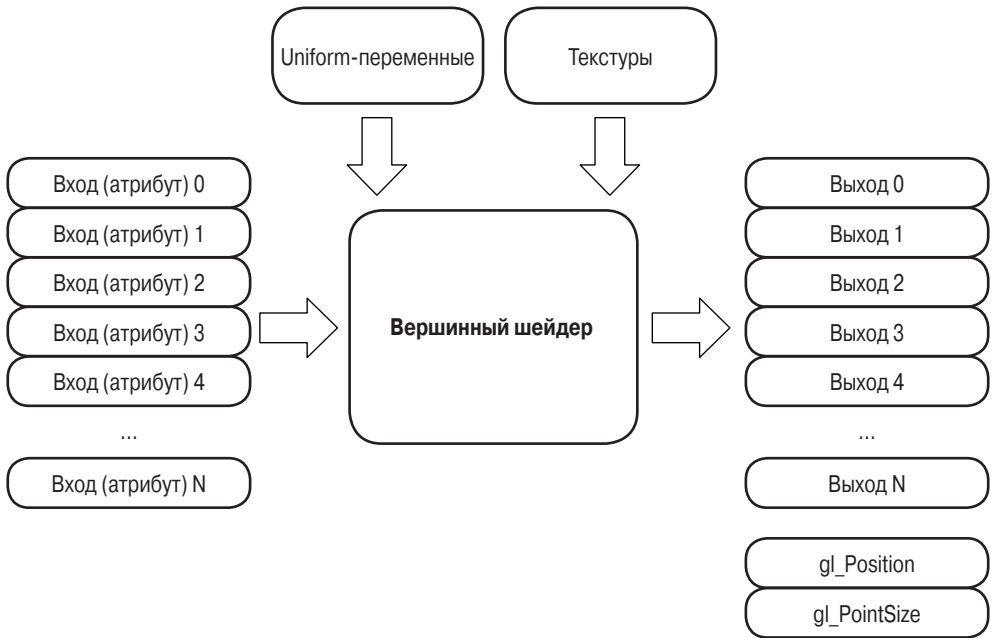 Uniform-переменные
Текстуры
Вход (атрибут) 0
Вход (атрибут) 1
Вход (атрибут) 2
Вход (атрибут) 3
Вход (атрибут) 4
...
Вход (атрибут) N
Вершинный шейдер
Выход 0
Выход 1
Выход 2
Выход 3
Выход 4
...
Выход N
gl_Position
gl_PointSize